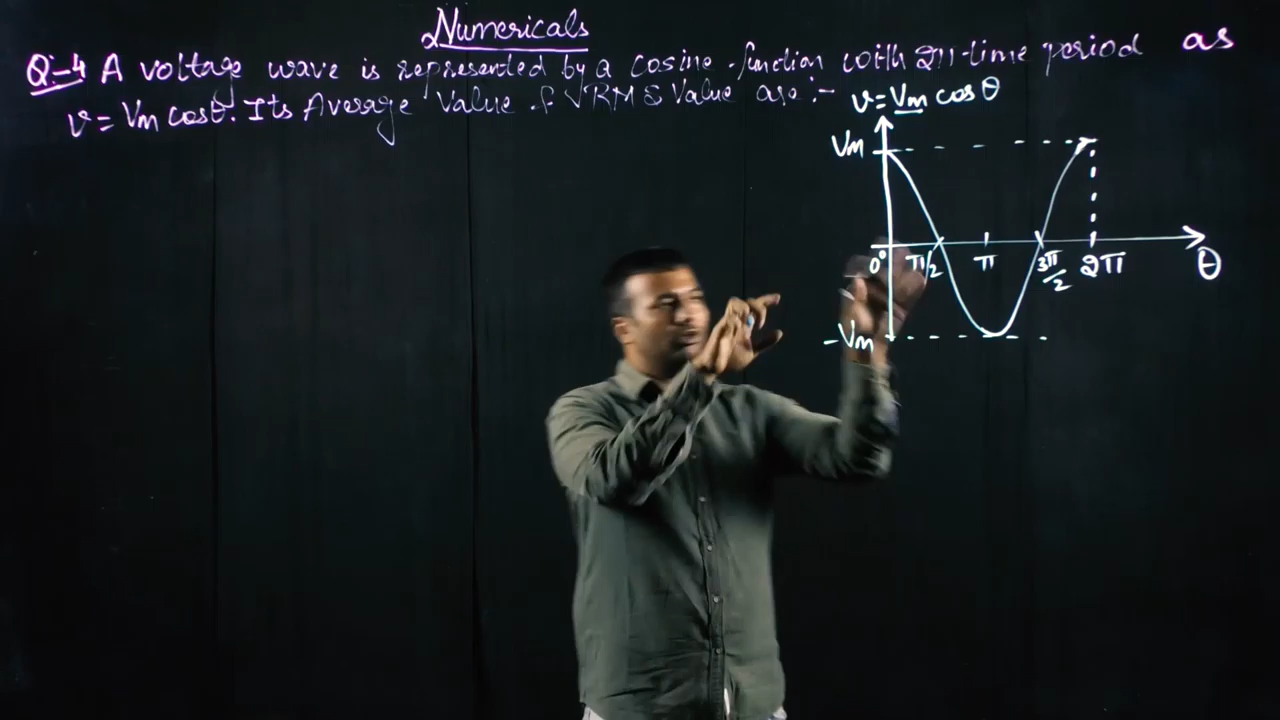 Numericals
Q:-4 A voltage wave is represented by a cosine function with 2π-time period as
v = Vm cosθ. Its Average Value & RMS Value are :-
v = Vm cos θ
Vm
0° π/2 π 3π/2 2π θ
-Vm